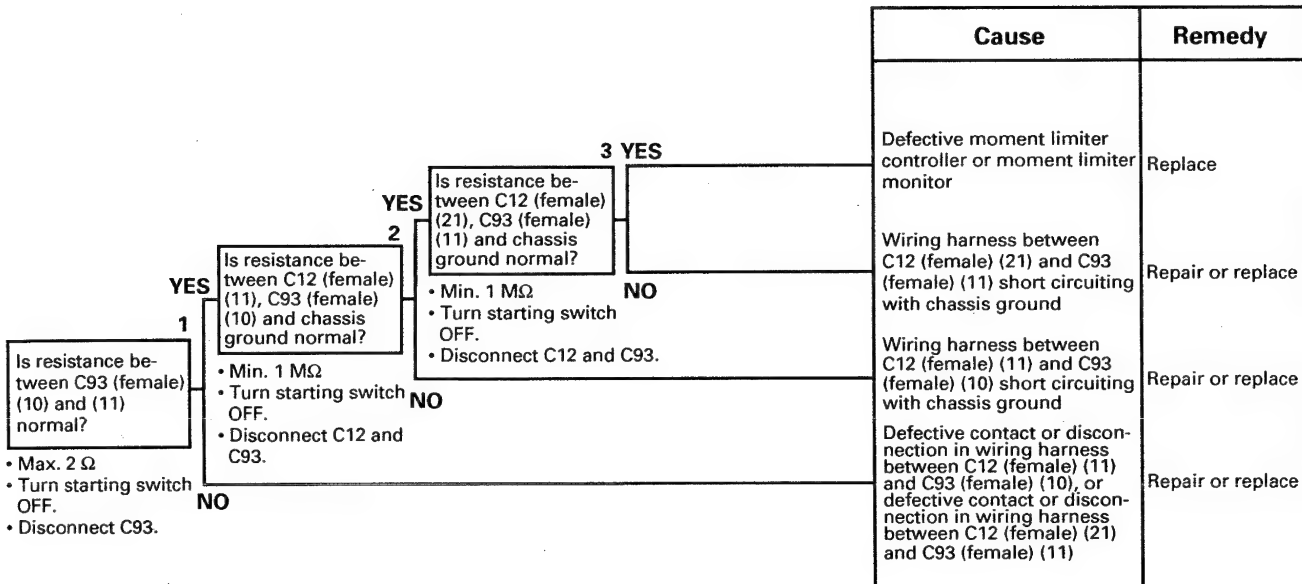 Cause
Remedy
3 YES
Defective moment limiter
controller or moment limiter
monitor
Replace
YES
Is resistance be-
tween C12 (female)
(21), C93 (female)
(11) and chassis
ground normal?
2
NO
Wiring harness between
C12 (female) (21) and C93
(female) (11) short circuiting
with chassis ground
Repair or replace
• Min. 1 MΩ
• Turn starting switch
OFF.
• Disconnect C12 and C93.
YES
Is resistance be-
tween C12 (female)
(11), C93 (female)
(10) and chassis
ground normal?
1
NO
Wiring harness between
C12 (female) (11) and C93
(female) (10) short circuiting
with chassis ground
Repair or replace
• Min. 1 MΩ
• Turn starting switch
OFF.
• Disconnect C12 and
C93.
Is resistance be-
tween C93 (female)
(10) and (11)
normal?
NO
Defective contact or discon-
nection in wiring harness
between C12 (female) (11)
and C93 (female) (10), or
defective contact or discon-
nection in wiring harness
between C12 (female) (21)
and C93 (female) (11)
Repair or replace
• Max. 2 Ω
• Turn starting switch
OFF.
• Disconnect C93.